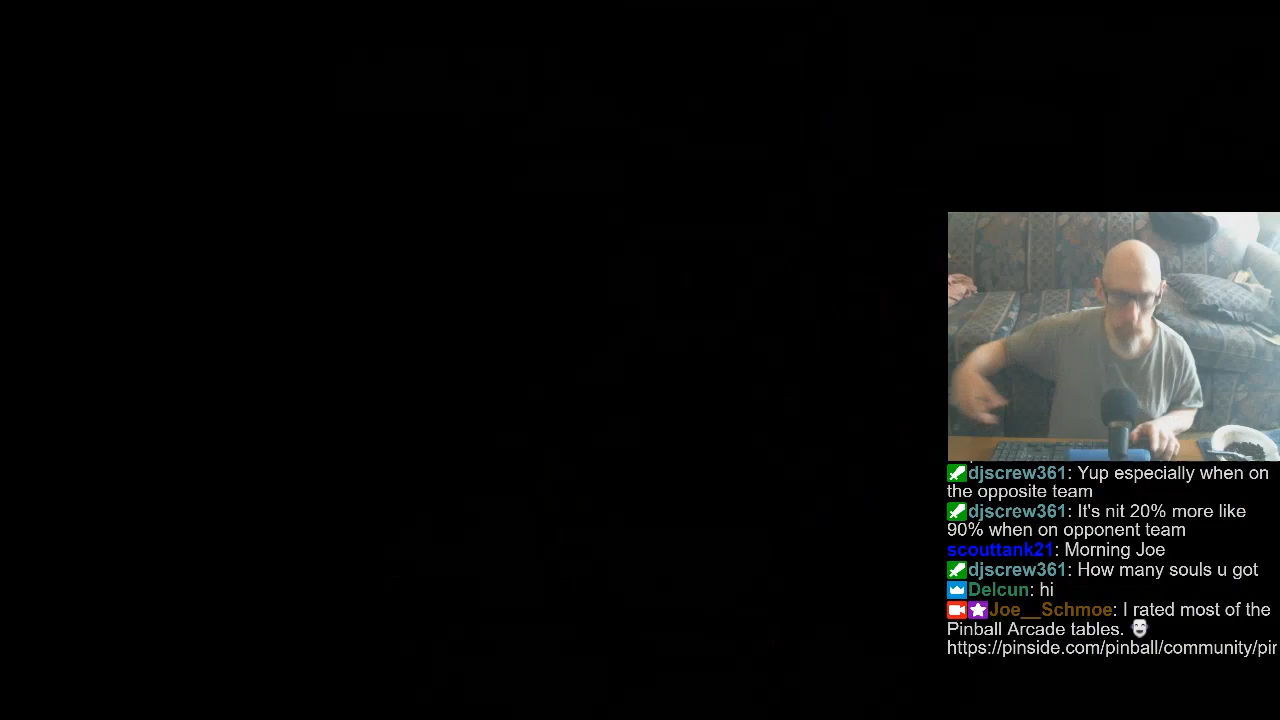 djscrew361: Yup especially when on
the opposite team
djscrew361: It's nit 20% more like
90% when on opponent team
scouttank21: Morning Joe
djscrew361: How many souls u got
Delcun: hi
Joe__Schmoe: I rated most of the
Pinball Arcade tables.
https://pinside.com/pinball/community/pin